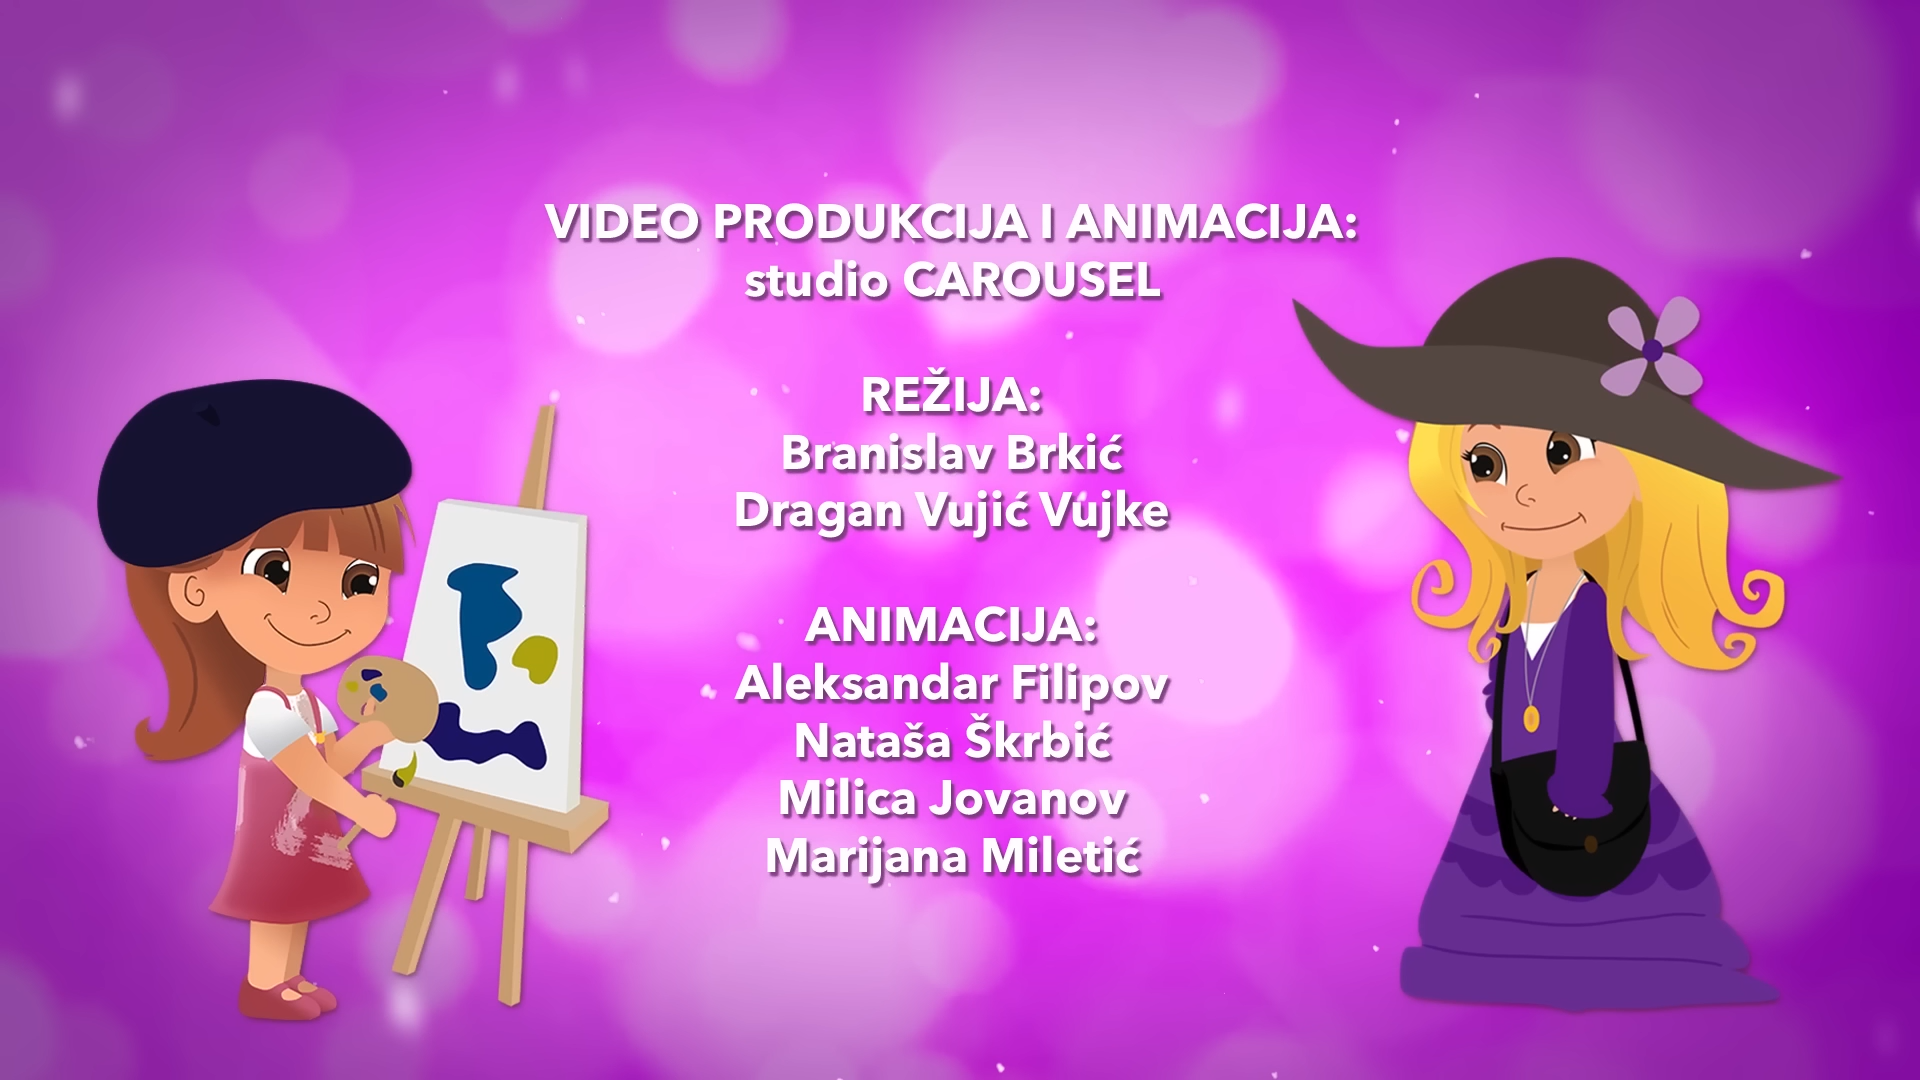 VIDEO PRODUKCIJA I ANIMACIJA:
studio CAROUSEL
REŽIJA:
Branislav Brkić
Dragan Vujić Vujke
ANIMACIJA:
Aleksandar Filipov
Nataša Škrbić
Milica Jovanov
Marijana Miletić